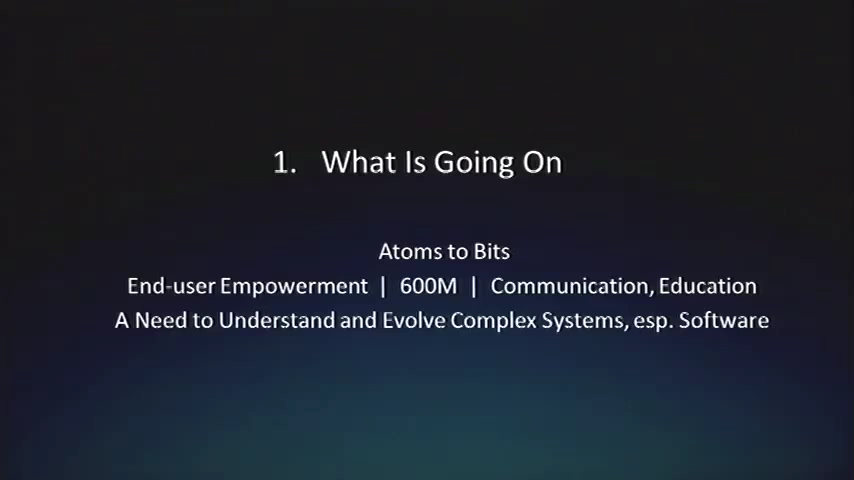 1. What Is Going On
Atoms to Bits
End-user Empowerment | 600M | Communication, Education
A Need to Understand and Evolve Complex Systems, esp. Software